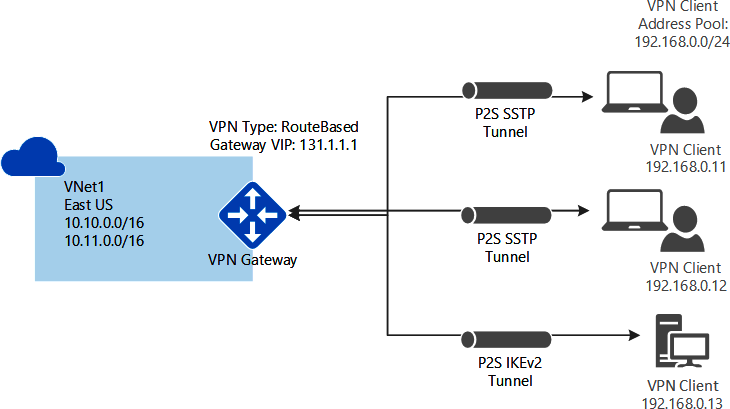 VPN Client
Address Pool:
192.168.0.0/24
P2S SSTP
Tunnel
VPN Type: RouteBased
Gateway VIP: 131.1.1.1
VPN Client
192.168.0.11
VNet1
East US
10.10.0.0/16
10.11.0.0/16
VPN Gateway
P2S SSTP
Tunnel
VPN Client
192.168.0.12
P2S IKEv2
Tunnel
VPN Client
192.168.0.13